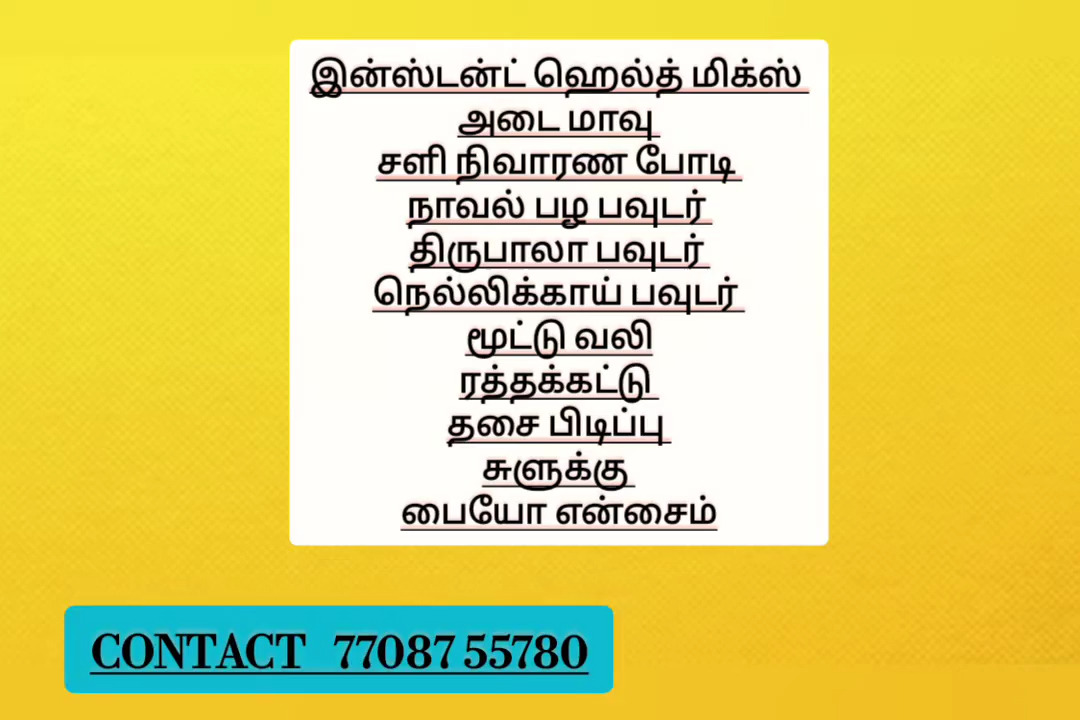 இன்ஸ்டன்ட் ஹெல்த் மிக்ஸ்
அடை மாவு
சளி நிவாரண போடி
நாவல் பழ பவுடர்
திருபாலா பவுடர்
நெல்லிக்காய் பவுடர்
மூட்டு வலி
ரத்தக்கட்டு
தசை பிடிப்பு
சுளுக்கு
பையோ என்சைம்
CONTACT 77087 55780